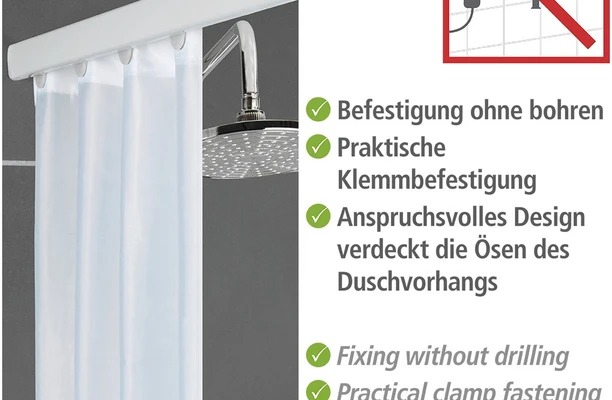 Befestigung ohne bohren
Praktische
Klemmbefestigung
Anspruchsvolles Design
verdeckt die Ösen des
Duschvorhangs
Fixing without drilling
Practical clamp fastening